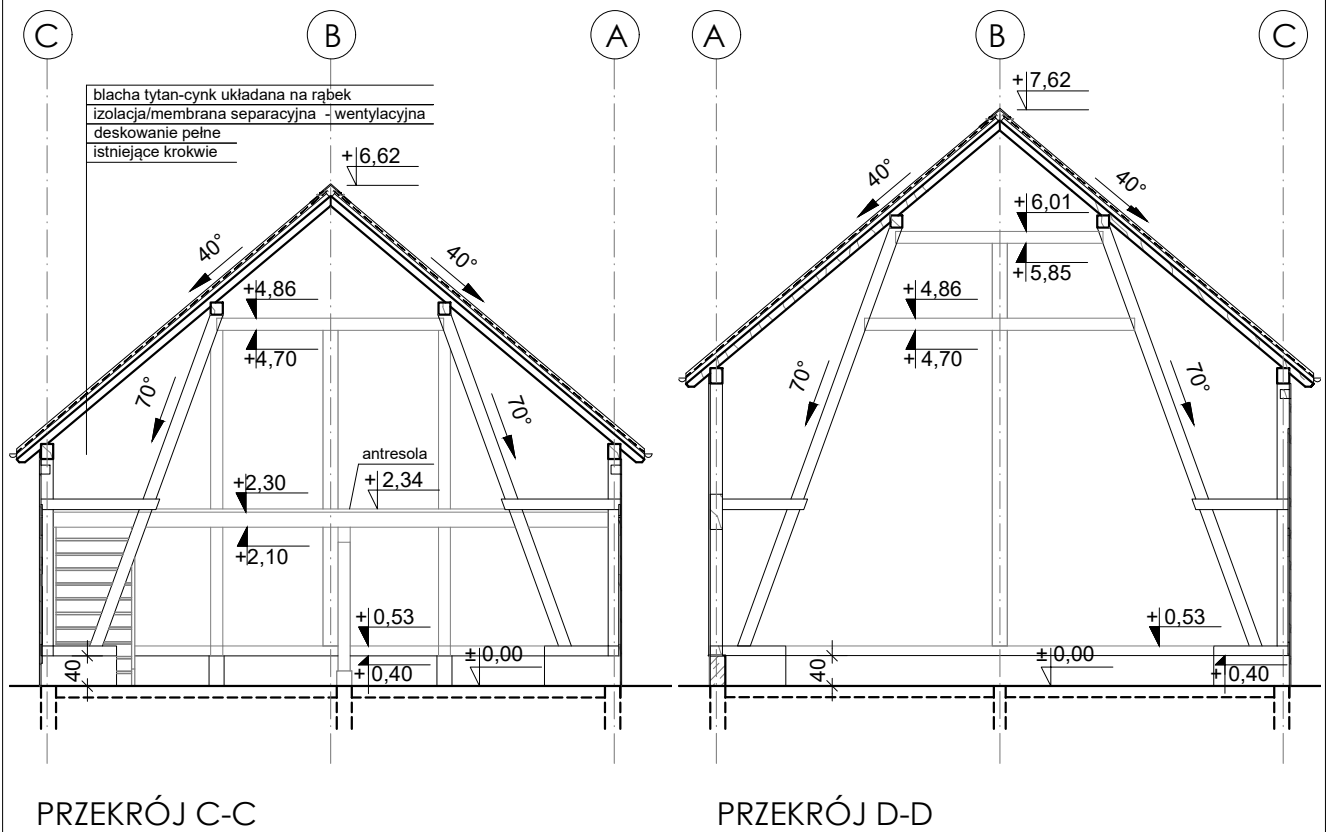 C
B
A
A
B
C
blacha tytan-cynk układana na rąbek
izolacja/membrana separacyjna - wentylacyjna
deskowanie pełne
istniejące krokwie
+6,62
40°
40°
+4,86
+4,70
70°
70°
antresola
+2,34
+2,30
+2,10
+0,53
±0,00
+0,40
40
+7,62
40°
40°
+6,01
+5,85
+4,86
+4,70
70°
70°
+0,53
±0,00
+0,40
40
PRZEKRÓJ C-C
PRZEKRÓJ D-D